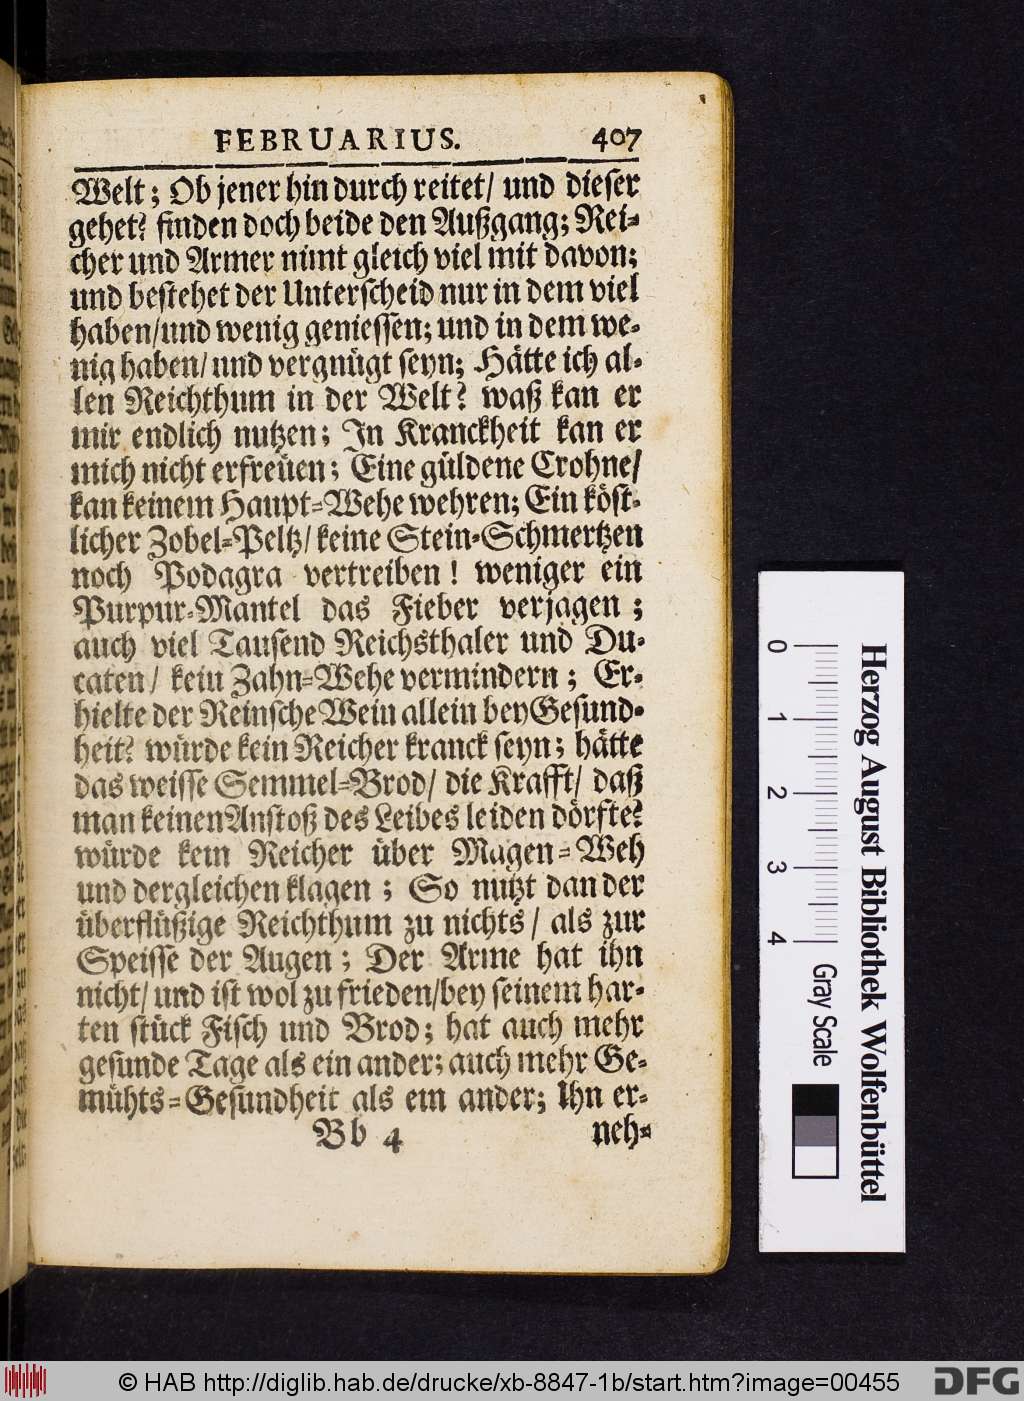 FEBRUARIUS. 407
Welt; Ob jener hin durch reitet/ und dieser
gehet? finden doch beide den Außgang; Rei-
cher und Armer nimt gleich viel mit davon;
und bestehet der Unterscheid nur in dem viel
haben/und wenig geniessen; und in dem we-
nig haben/ und vergnügt seyn; Hätte ich al-
len Reichthum in der Welt? waß kan er
mir endlich nutzen; In Kranckheit kan er
mich nicht erfreüen; Eine güldene Crohne/
kan keinem Haupt-Wehe wehren; Ein köst-
licher Zobel-Peltz/ keine Stein-Schmertzen
noch Podagra vertreiben! weniger ein
Purpur-Mantel das Fieber verjagen;
auch viel Tausend Reichsthaler und Du-
caten/ kein Zahn-Wehe vermindern; Er-
hielte der Reinsche Wein allein bey Gesund-
heit? würde kein Reicher kranck seyn; hätte
das weisse Semmel-Brod/ die Krafft/ daß
man keinen Anstoß des Leibes leiden dörfte?
würde kein Reicher über Magen-Weh
und dergleichen klagen; So nutzt dan der
überflüßige Reichthum zu nichts/ als zur
Speisse der Augen; Der Arme hat ihn
nicht/ und ist wol zu frieden/bey seinem har-
ten stück Fisch und Brod; hat auch mehr
gesunde Tage als ein ander; auch mehr Ge-
mühts-Gesundheit als ein ander; Ihn er-
Bb 4 neh-
0 1 2 3 4
Herzog August Bibliothek Wolfenbüttel
Gray Scale
© HAB http://diglib.hab.de/drucke/xb-8847-1b/start.htm?image=00455
DFG